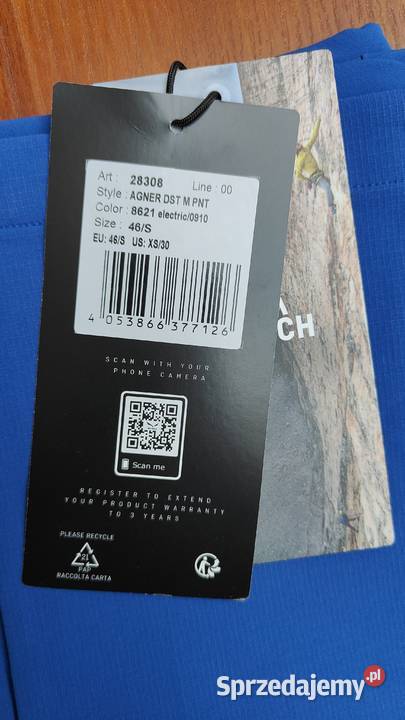 Art : 28308 Line : 00
Style : AGNER DST M PNT
Color : 8621 electric/0910
Size : 46/S
EU: 46/S US: XS/30
4 053866 377126
SCAN WITH YOUR
PHONE CAMERA
Scan me
REGISTER TO EXTEND
YOUR PRODUCT WARRANTY
TO 3 YEARS
PLEASE RECYCLE
21
PAP
RACCOLTA CARTA
A
CH
Sprzedajemy.pl